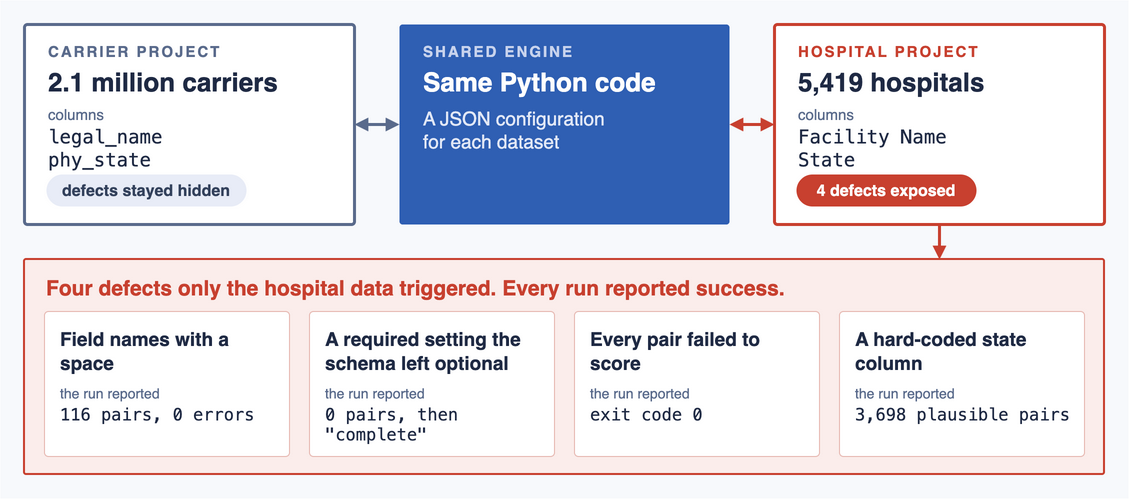 CARRIER PROJECT
2.1 million carriers
columns
legal_name
phy_state
defects stayed hidden
SHARED ENGINE
Same Python code
A JSON configuration
for each dataset
HOSPITAL PROJECT
5,419 hospitals
columns
Facility Name
State
4 defects exposed
Four defects only the hospital data triggered. Every run reported success.
Field names with a
space
the run reported
116 pairs, 0 errors
A required setting the
schema left optional
the run reported
0 pairs, then
"complete"
Every pair failed to
score
the run reported
exit code 0
A hard-coded state
column
the run reported
3,698 plausible pairs